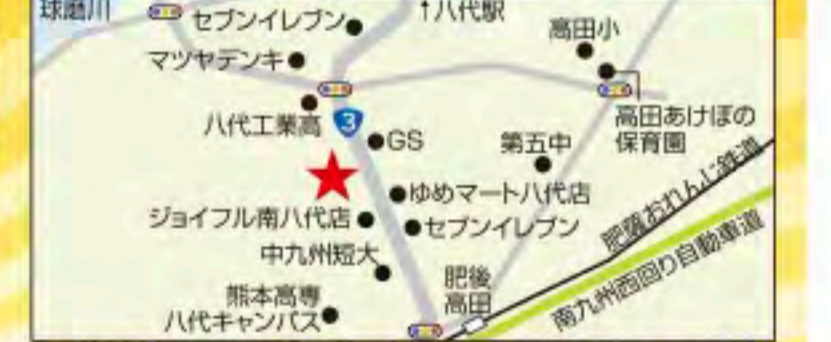 球磨川
セブンイレブン
↑八代駅
高田小
マツヤデンキ
八代工業高
3
GS
高田あけぼの
保育園
第五中
ゆめマート八代店
ジョイフル南八代店
セブンイレブン
肥薩おれんじ鉄道
中九州短大
肥後
高田
南九州西回り自動車道
熊本高専
八代キャンパス